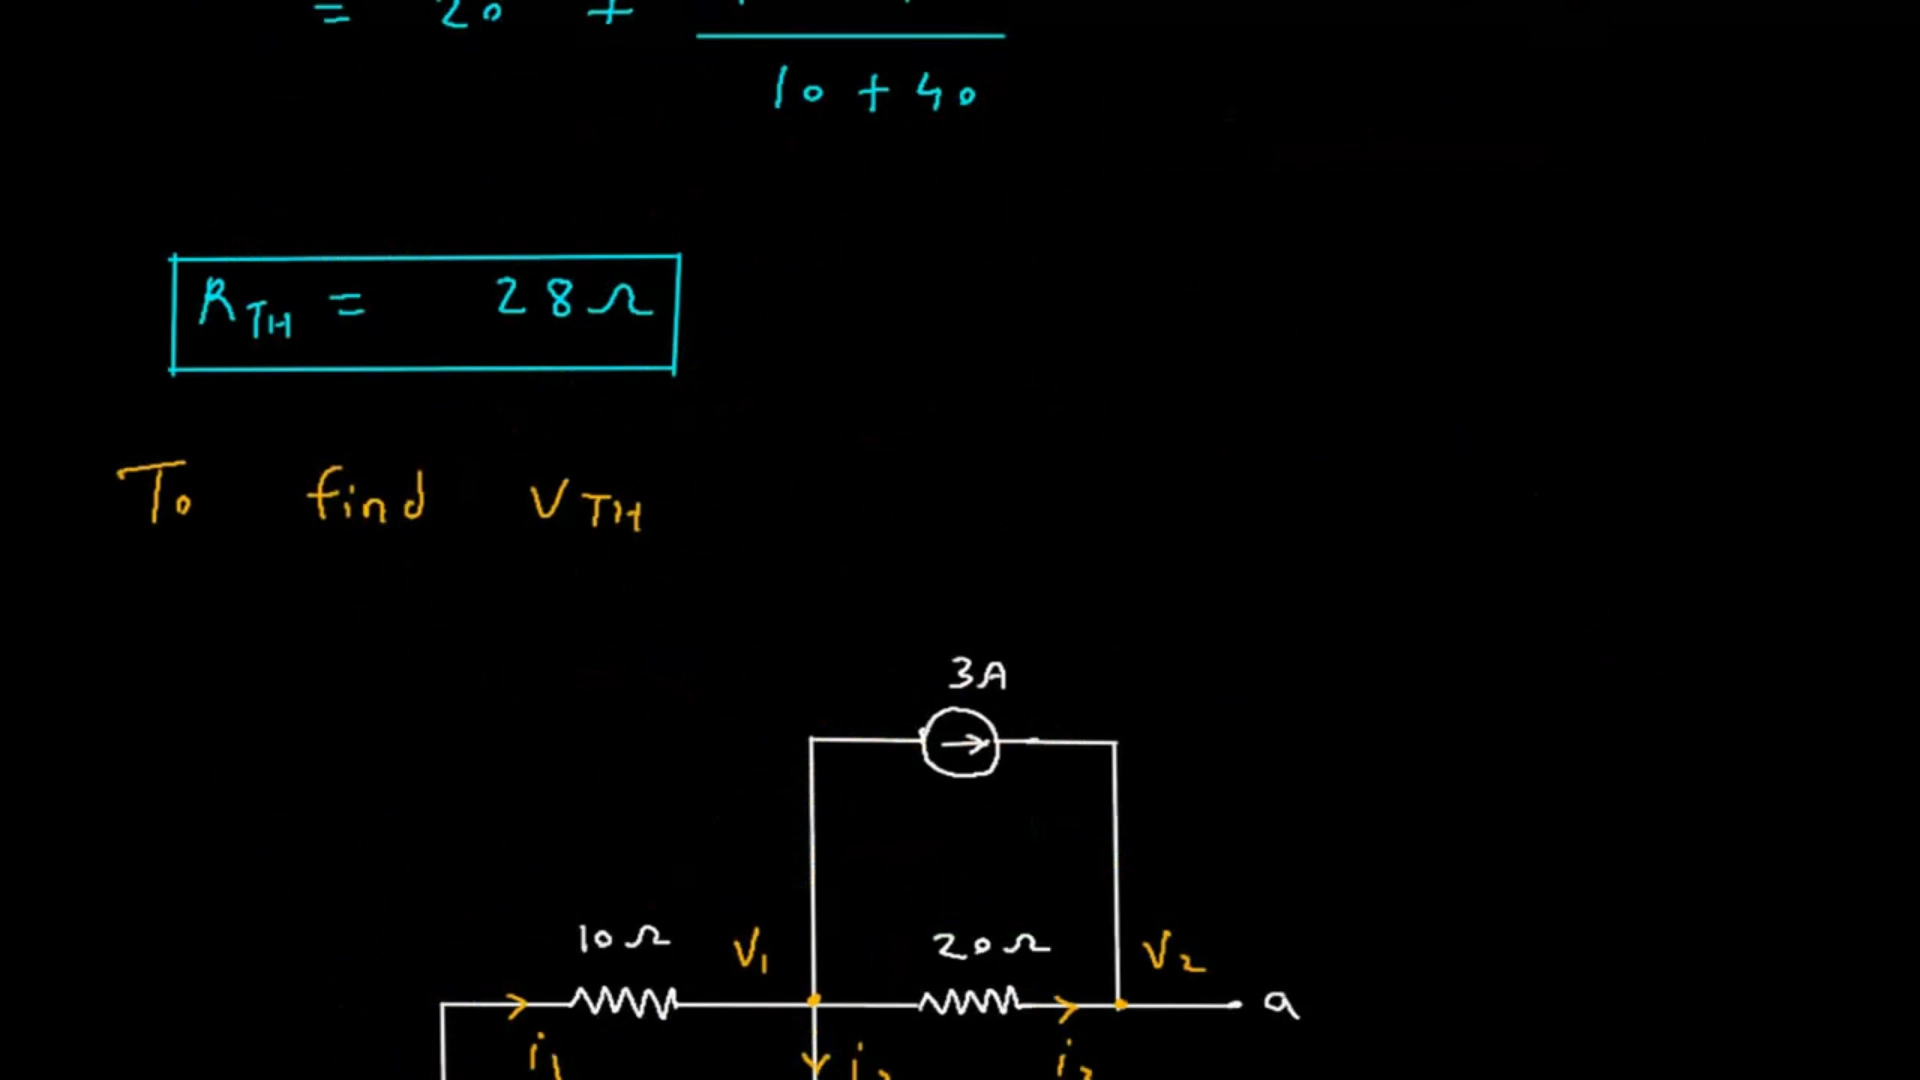 = 20 +
10 + 40
R_TH = 28Ω
To find V_TH
3A
10Ω V₁ 20Ω V₂
a
i₁